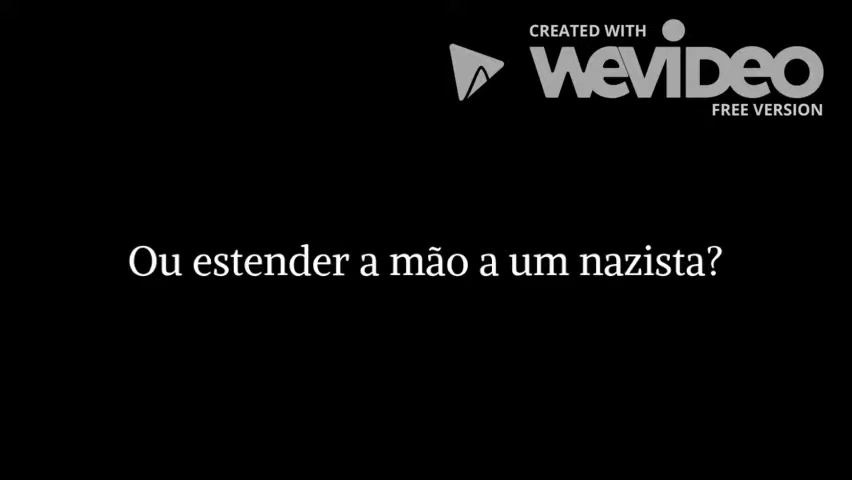 CREATED WITH
WEVIDEO
FREE VERSION
Ou estender a mão a um nazista?